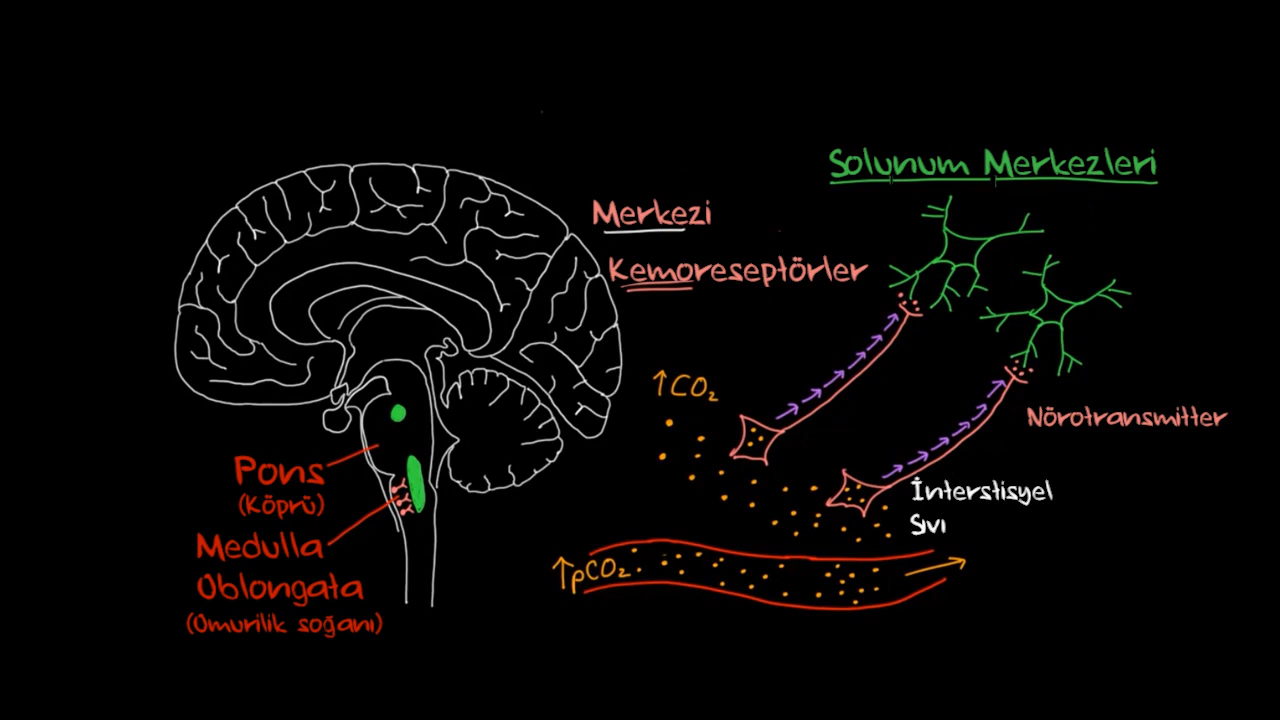 Solunum Merkezleri
Merkezi
Kemoreseptörler
↑CO₂
Nörotransmitter
Pons
(Köprü)
İnterstisyel
Sıvı
Medulla
Oblongata
(Omurilik soğanı)
↑pCO₂